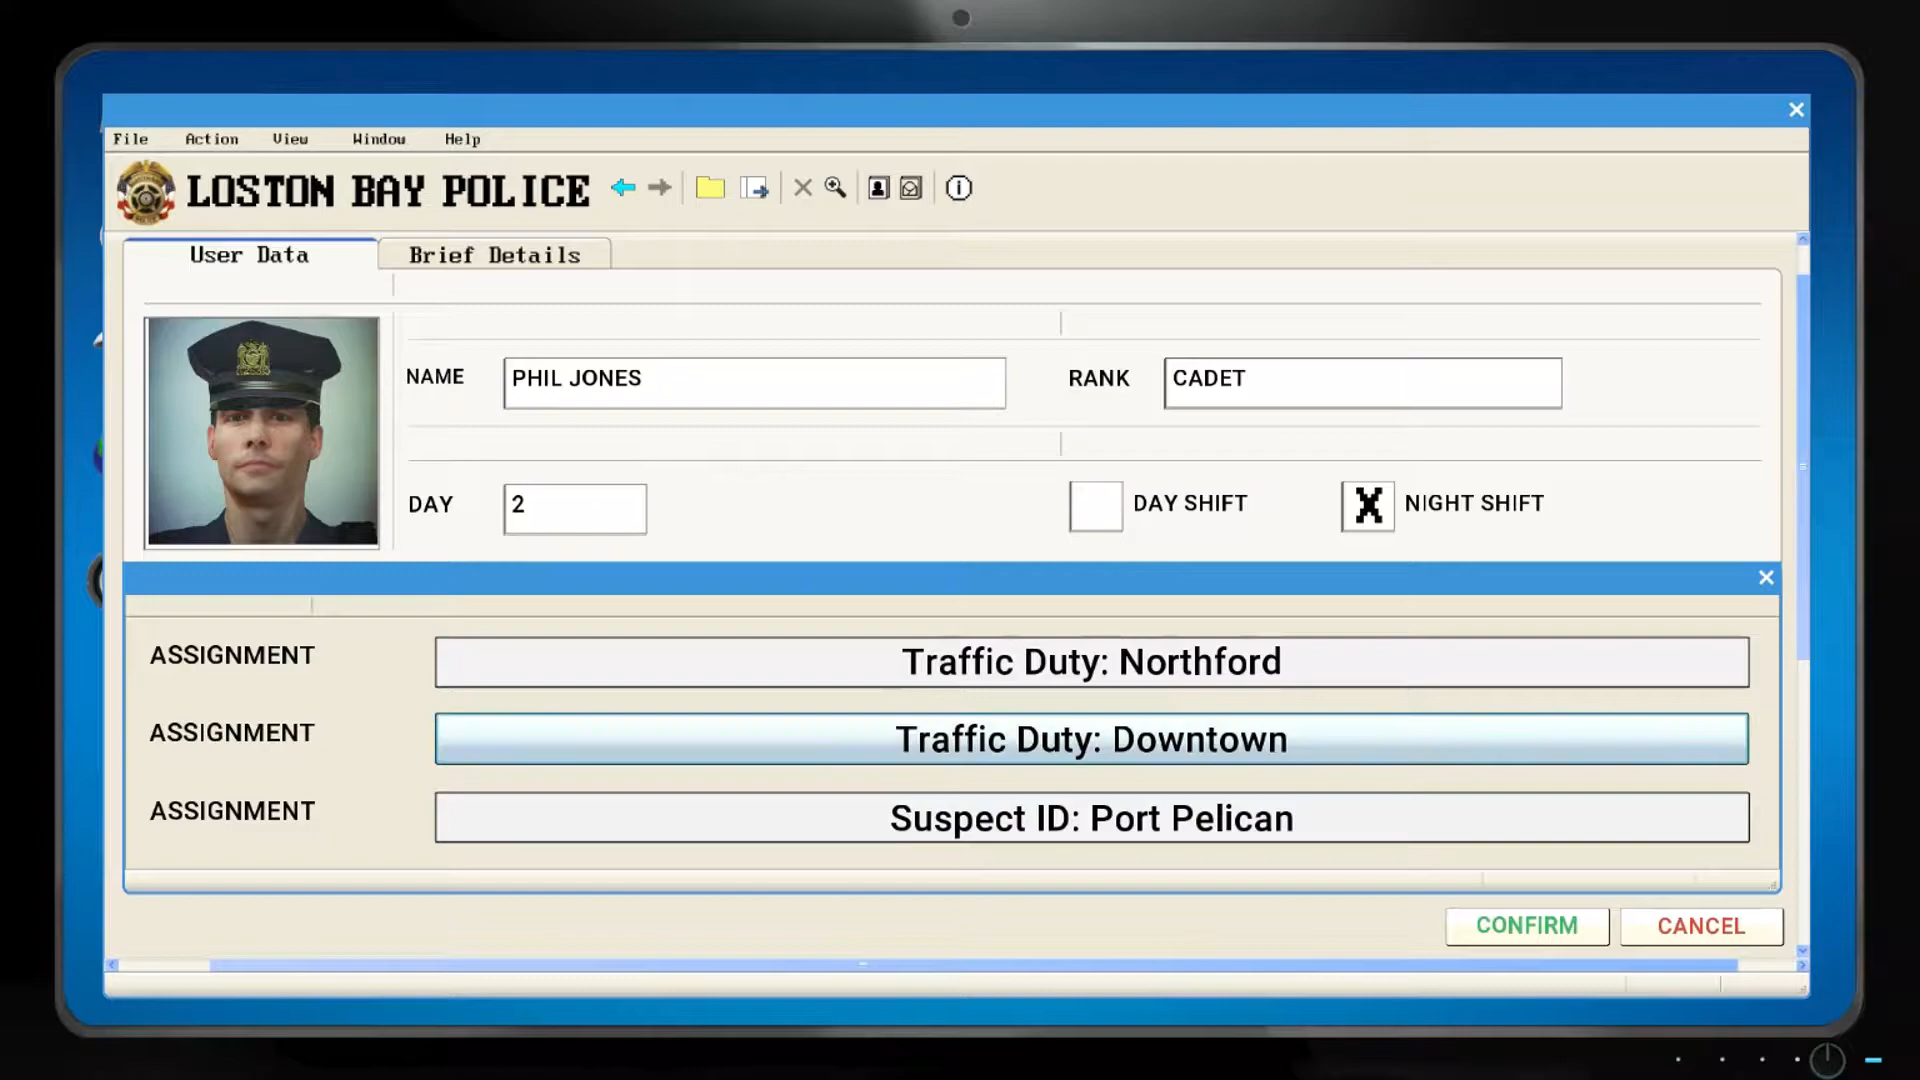 File Action View Window Help
LOSTON BAY POLICE
User Data Brief Details
NAME PHIL JONES RANK CADET
DAY 2 DAY SHIFT X NIGHT SHIFT
ASSIGNMENT Traffic Duty: Northford
ASSIGNMENT Traffic Duty: Downtown
ASSIGNMENT Suspect ID: Port Pelican
CONFIRM CANCEL